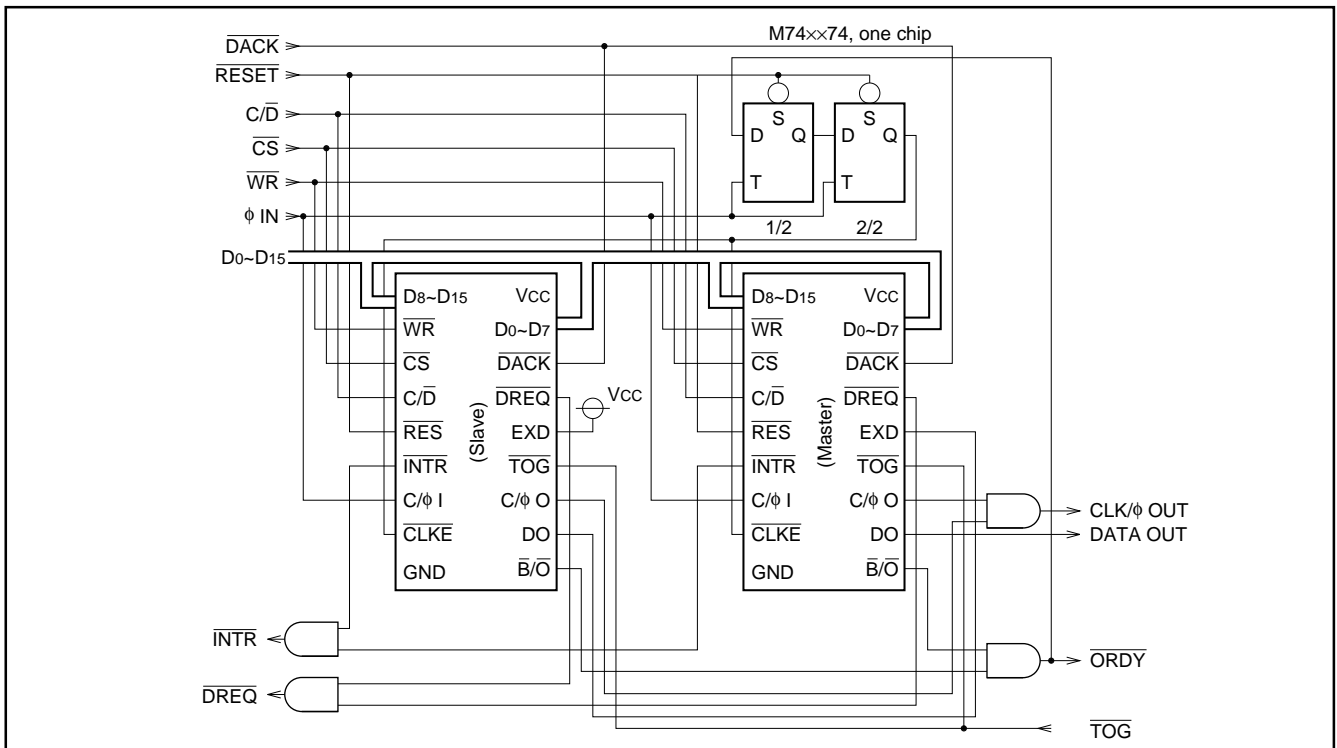 DACK
M74××74, one chip
RESET
C/D
CS
WR
φ IN
D0~D15
S
D Q
T
1/2
S
D Q
T
2/2
D8~D15 VCC
WR D0~D7
CS DACK
C/D DREQ
RES EXD
INTR TOG
C/φ I C/φ O
CLKE DO
GND B/O
(Slave)
VCC
D8~D15 VCC
WR D0~D7
CS DACK
C/D DREQ
RES EXD
INTR TOG
C/φ I C/φ O
CLKE DO
GND B/O
(Master)
CLK/φ OUT
DATA OUT
INTR
ORDY
DREQ
TOG